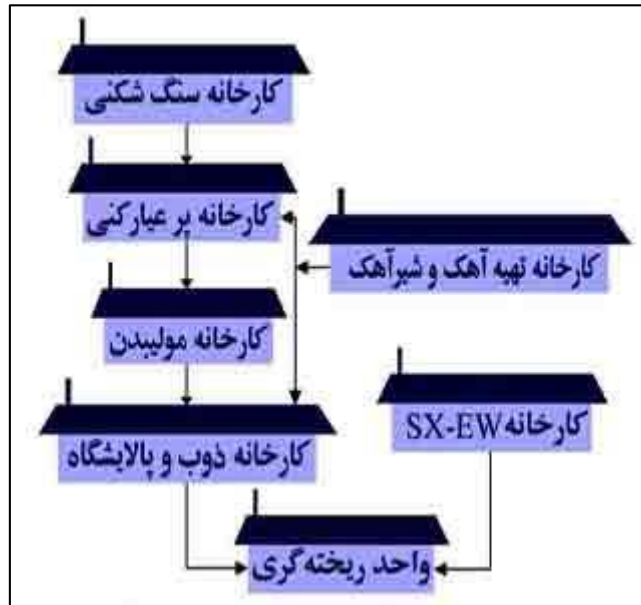 کارخانه سنگ شکنی
کارخانه پر عیارکنی
کارخانه تهیه آهک و شیرآهک
کارخانه مولیبدن
کارخانه SX-EW
کارخانه ذوب و پالایشگاه
واحد ریخته‌گری